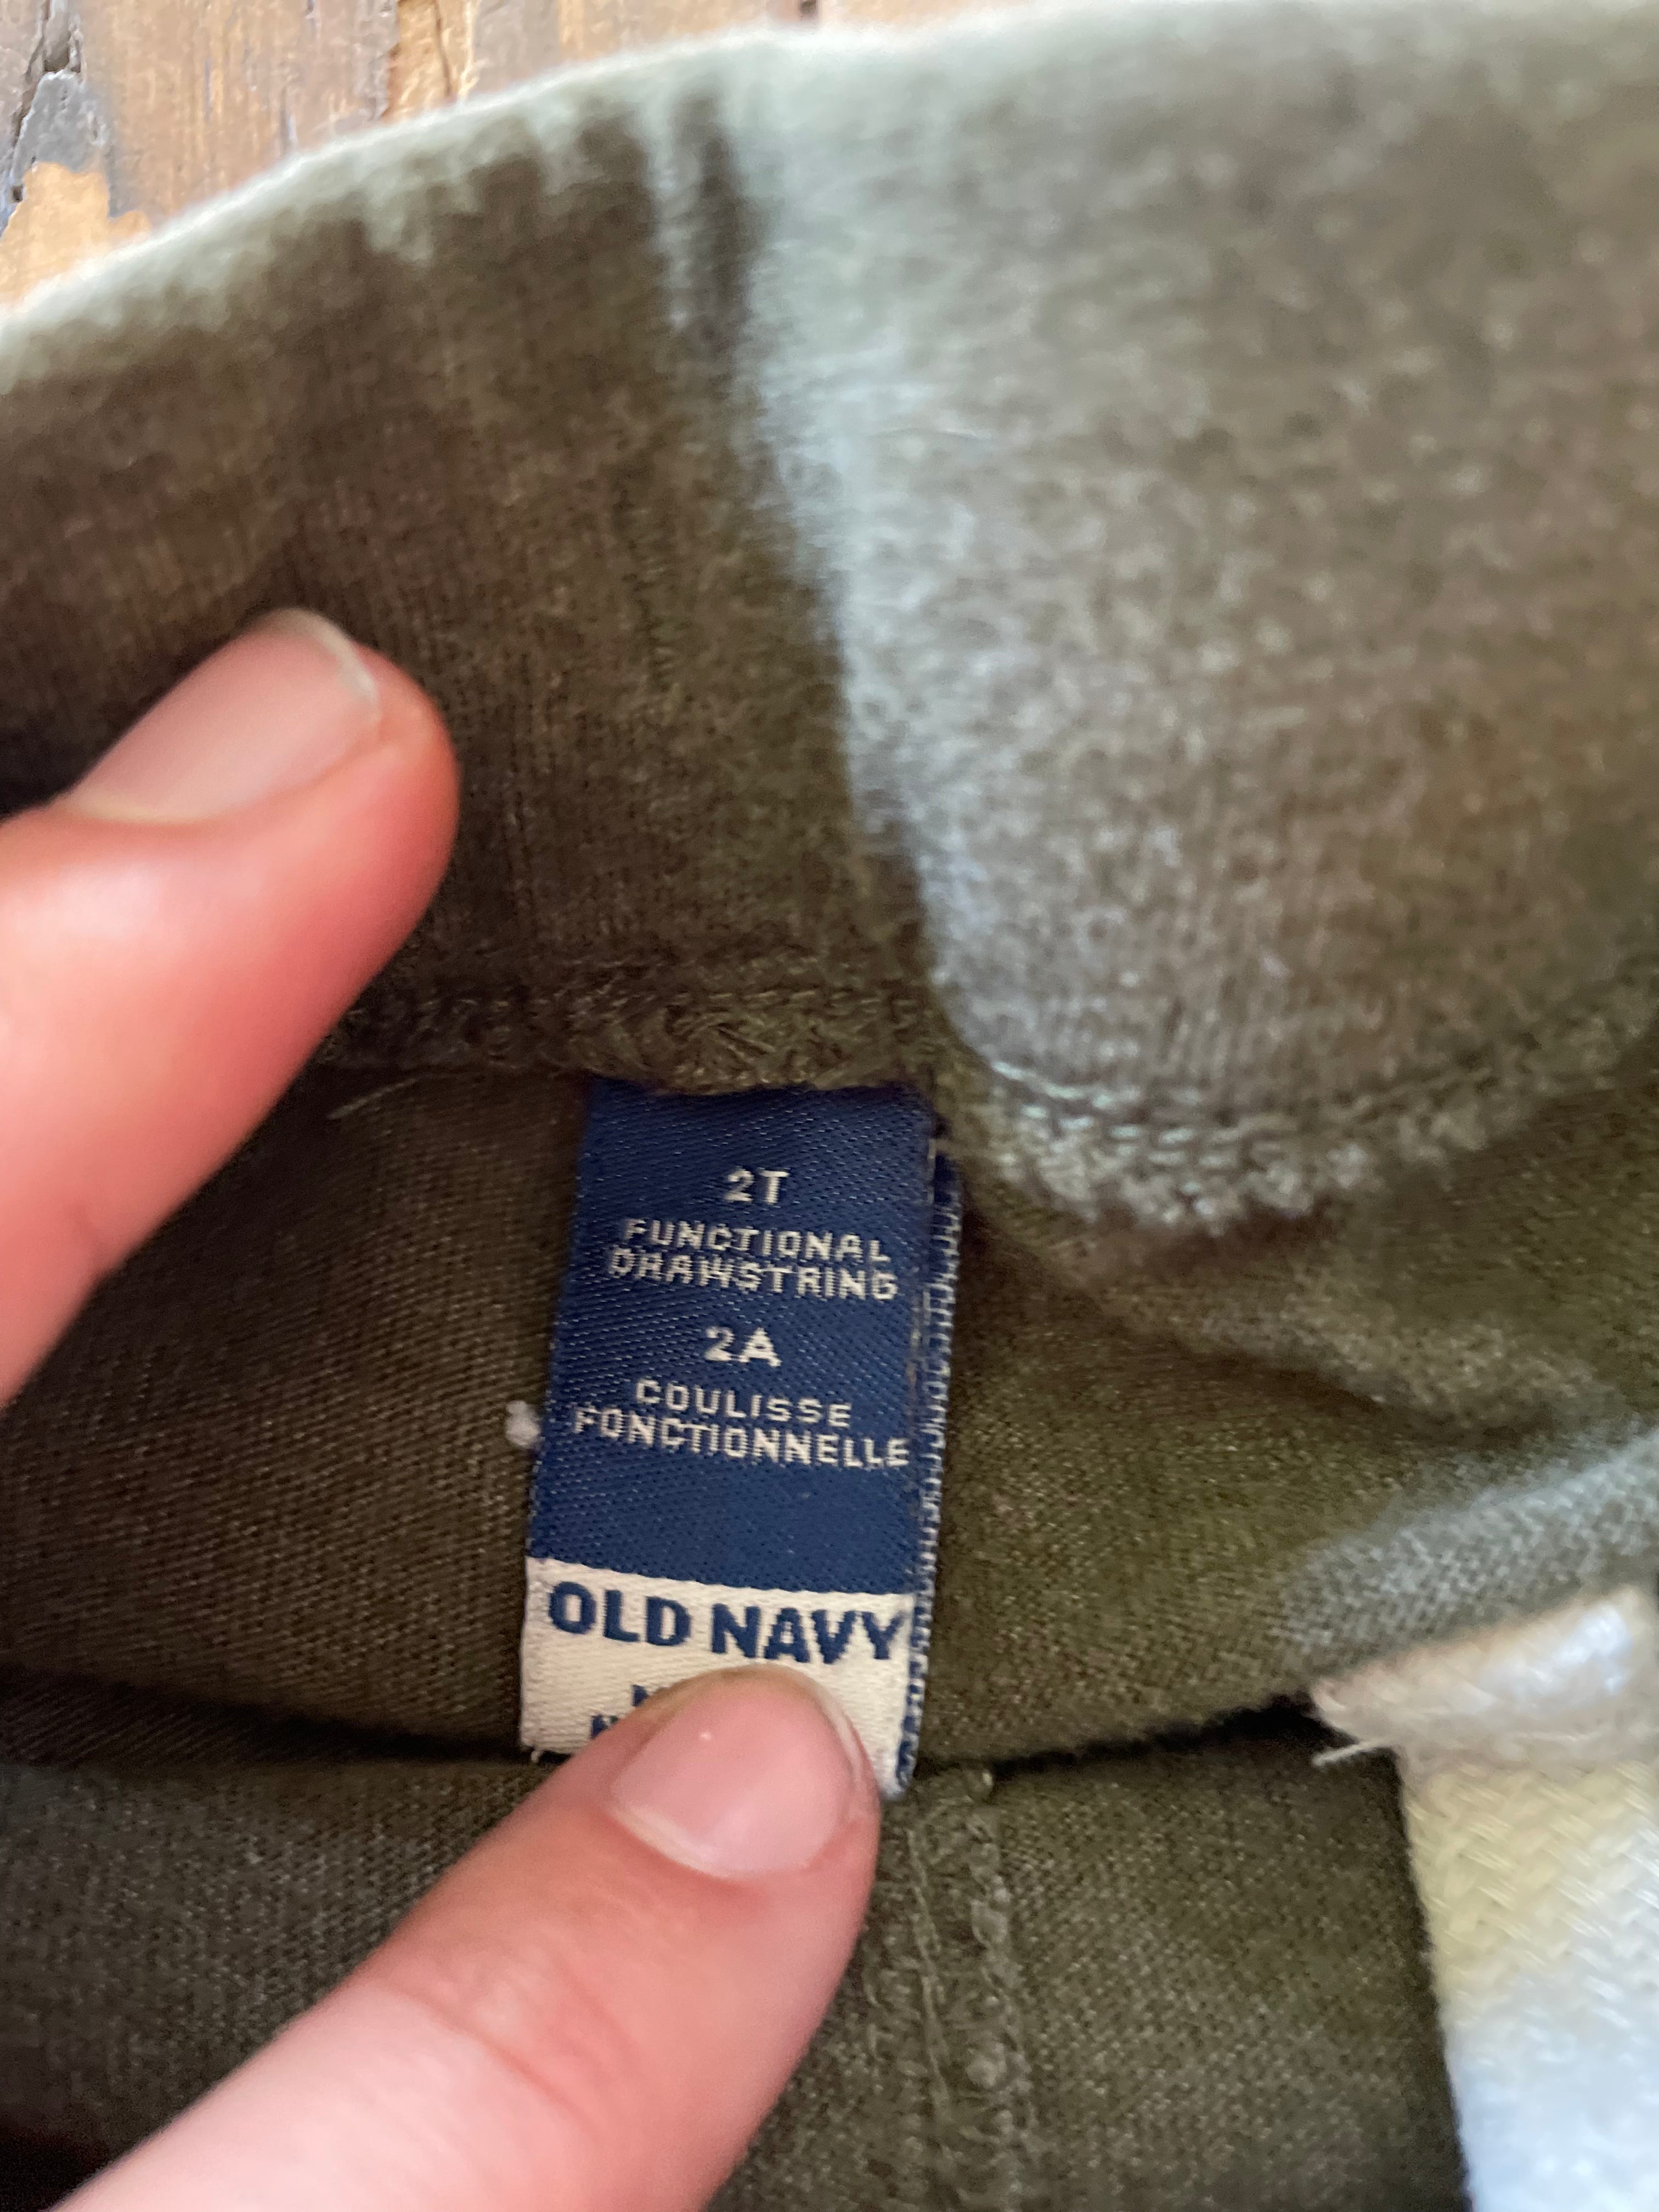 2T
FUNCTIONAL
DRAWSTRING
2A
COULISSE
FONCTIONNELLE
OLD NAVY